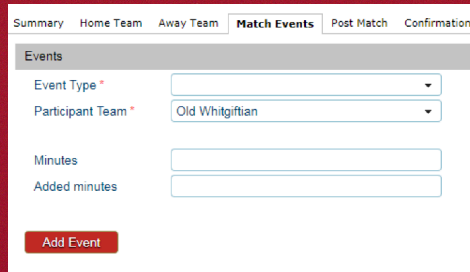 Summary Home Team Away Team Match Events Post Match Confirmation
Events
Event Type *
Participant Team * Old Whitgiftian
Minutes
Added minutes
Add Event